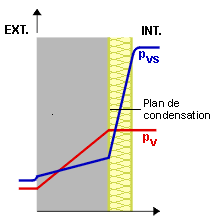 EXT.
INT.
pVS
Plan de
condensation
pV